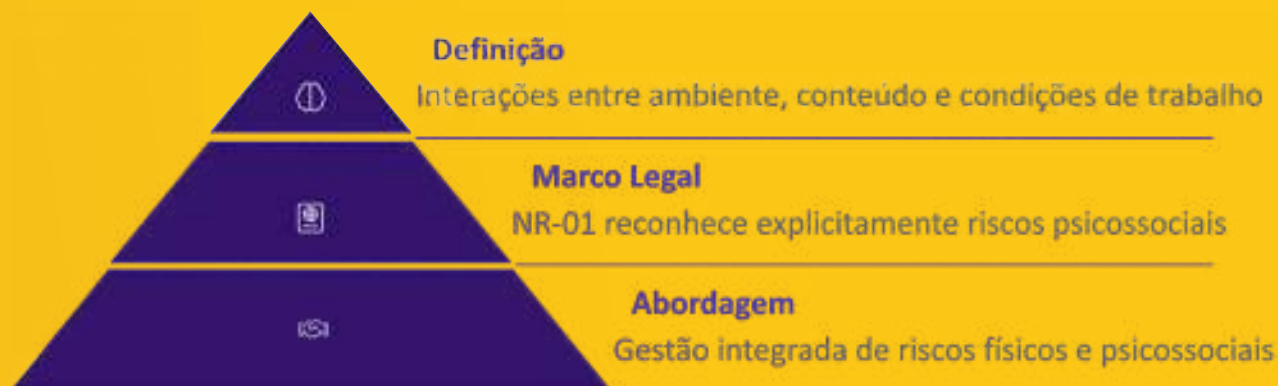 Definição
Interações entre ambiente, conteúdo e condições de trabalho
Marco Legal
NR-01 reconhece explicitamente riscos psicossociais
Abordagem
Gestão integrada de riscos físicos e psicossociais